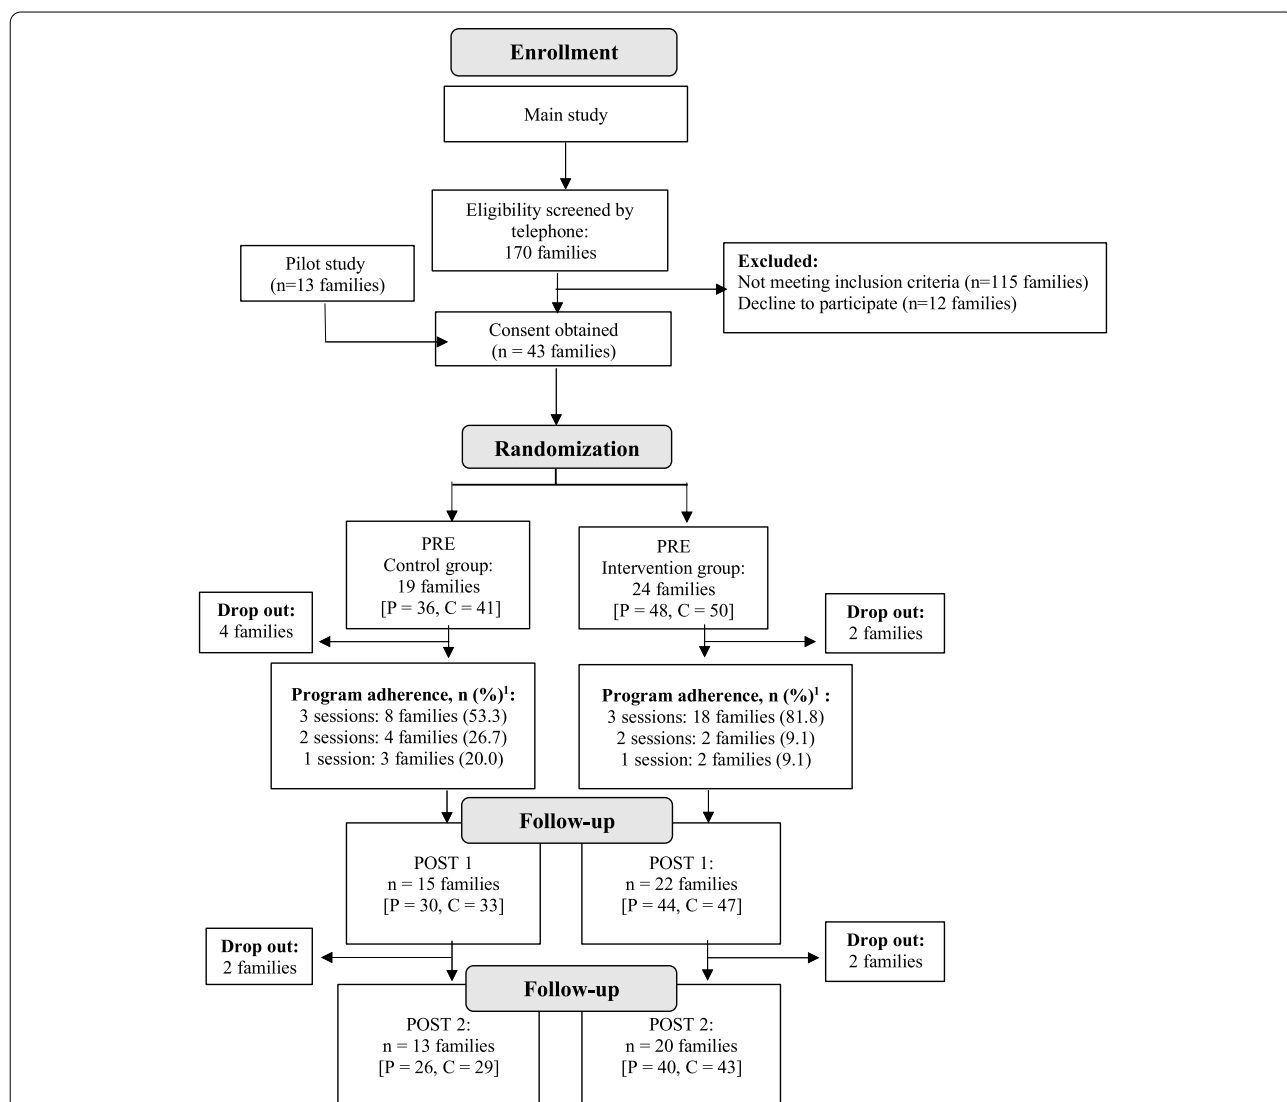 Enrollment
Main study
Eligibility screened by
telephone:
170 families
Pilot study
(n=13 families)
Excluded:
Not meeting inclusion criteria (n=115 families)
Decline to participate (n=12 families)
Consent obtained
(n = 43 families)
Randomization
PRE
Control group:
19 families
[P = 36, C = 41]
PRE
Intervention group:
24 families
[P = 48, C = 50]
Drop out:
4 families
Drop out:
2 families
Program adherence, n (%)¹:
3 sessions: 8 families (53.3)
2 sessions: 4 families (26.7)
1 session: 3 families (20.0)
Program adherence, n (%)¹ :
3 sessions: 18 families (81.8)
2 sessions: 2 families (9.1)
1 session: 2 families (9.1)
Follow-up
POST 1
n = 15 families
[P = 30, C = 33]
POST 1:
n = 22 families
[P = 44, C = 47]
Drop out:
2 families
Drop out:
2 families
Follow-up
POST 2:
n = 13 families
[P = 26, C = 29]
POST 2:
n = 20 families
[P = 40, C = 43]